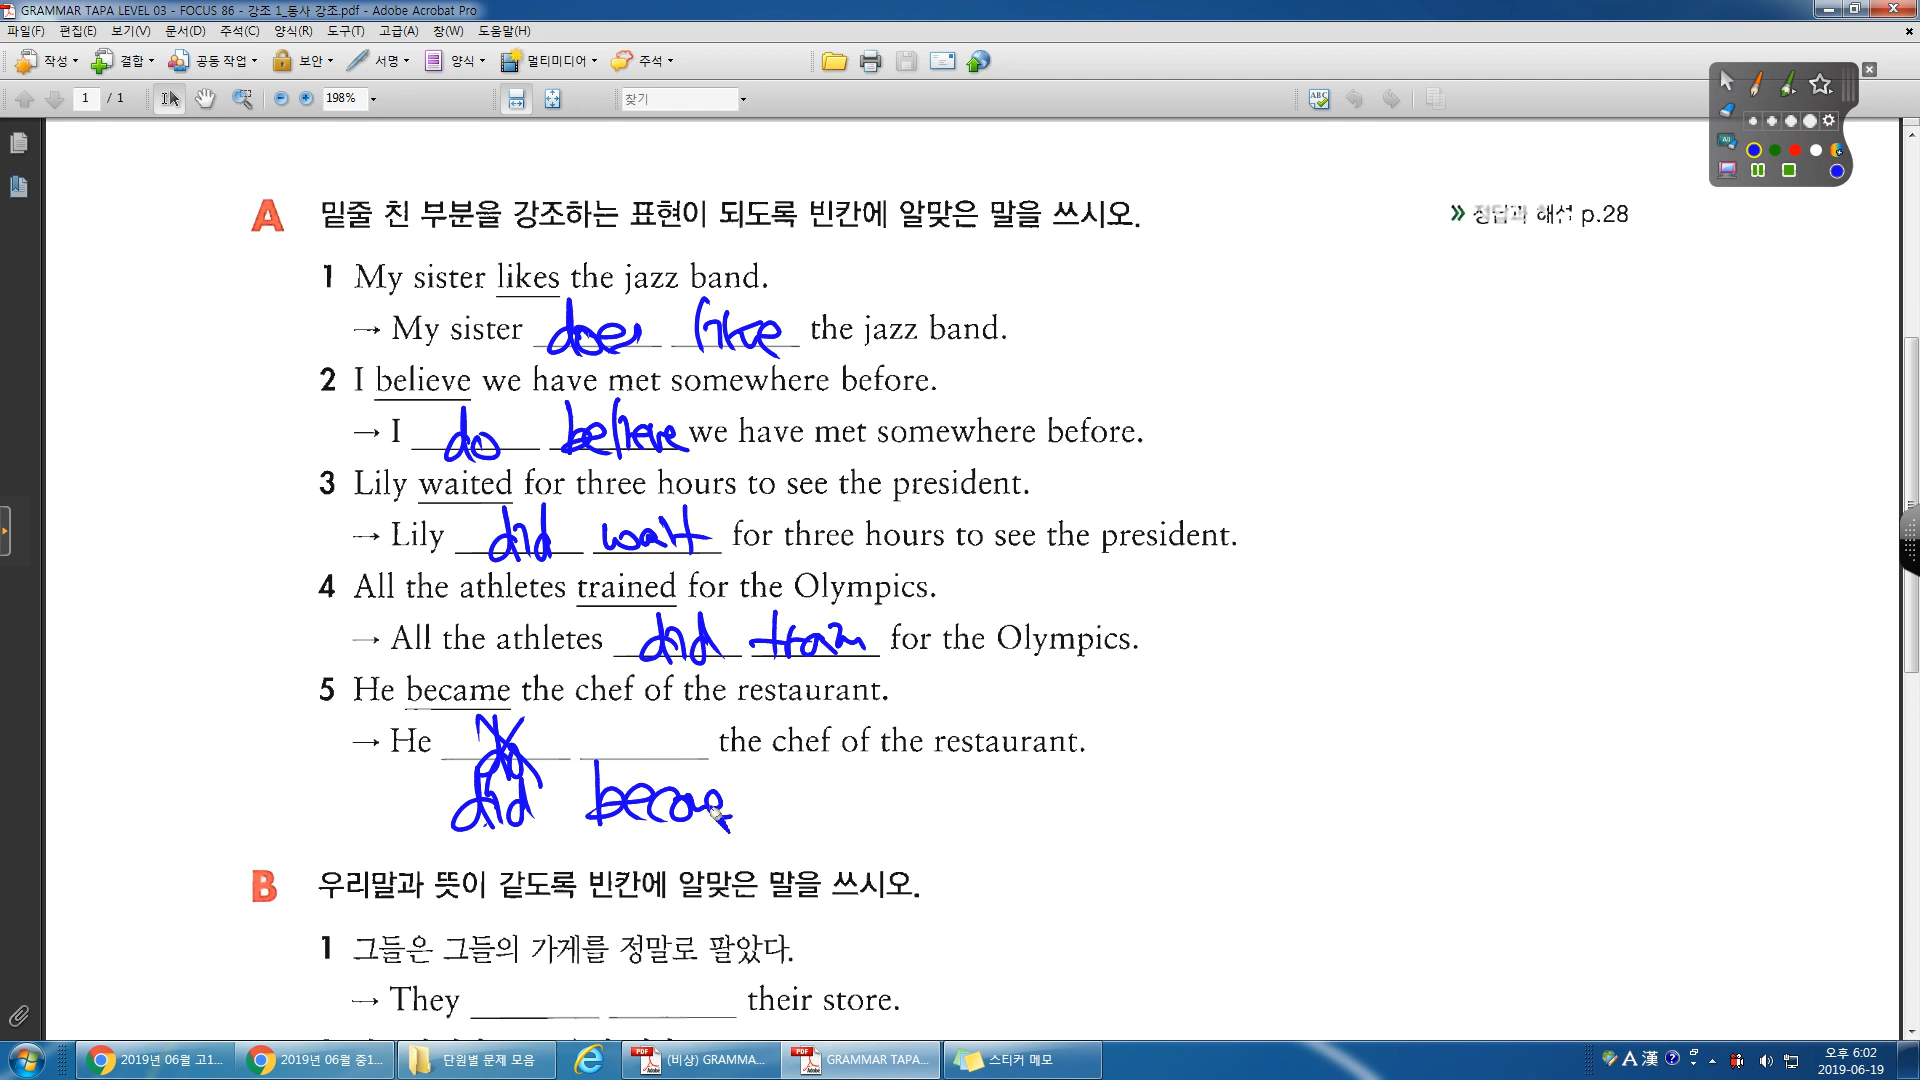 GRAMMAR TAPA LEVEL 03 - FOCUS 86 - 강조 1_동사 강조.pdf - Adobe Acrobat Pro
파일(F) 편집(E) 보기(V) 문서(D) 주석(C) 양식(R) 도구(T) 고급(A) 창(W) 도움말(H)
작성 결합 공동 작업 보안 서명 양식 멀티미디어 주석
1 / 1 198% 찾기
A 밑줄 친 부분을 강조하는 표현이 되도록 빈칸에 알맞은 말을 쓰시오. » 정답과 해설 p.28
1 My sister likes the jazz band.
→ My sister does like the jazz band.
2 I believe we have met somewhere before.
→ I do believe we have met somewhere before.
3 Lily waited for three hours to see the president.
→ Lily did wait for three hours to see the president.
4 All the athletes trained for the Olympics.
→ All the athletes did train for the Olympics.
5 He became the chef of the restaurant.
→ He the chef of the restaurant.
did
B 우리말과 뜻이 같도록 빈칸에 알맞은 말을 쓰시오.
1 그들은 그들의 가게를 정말로 팔았다.
→ They their store.
2019년 06월 고1... 2019년 06월 중1... 단원별 문제 모음 (비상) GRAMMA... GRAMMAR TAPA... 스티커 메모 A 漢 오후 6:02
2019-06-19